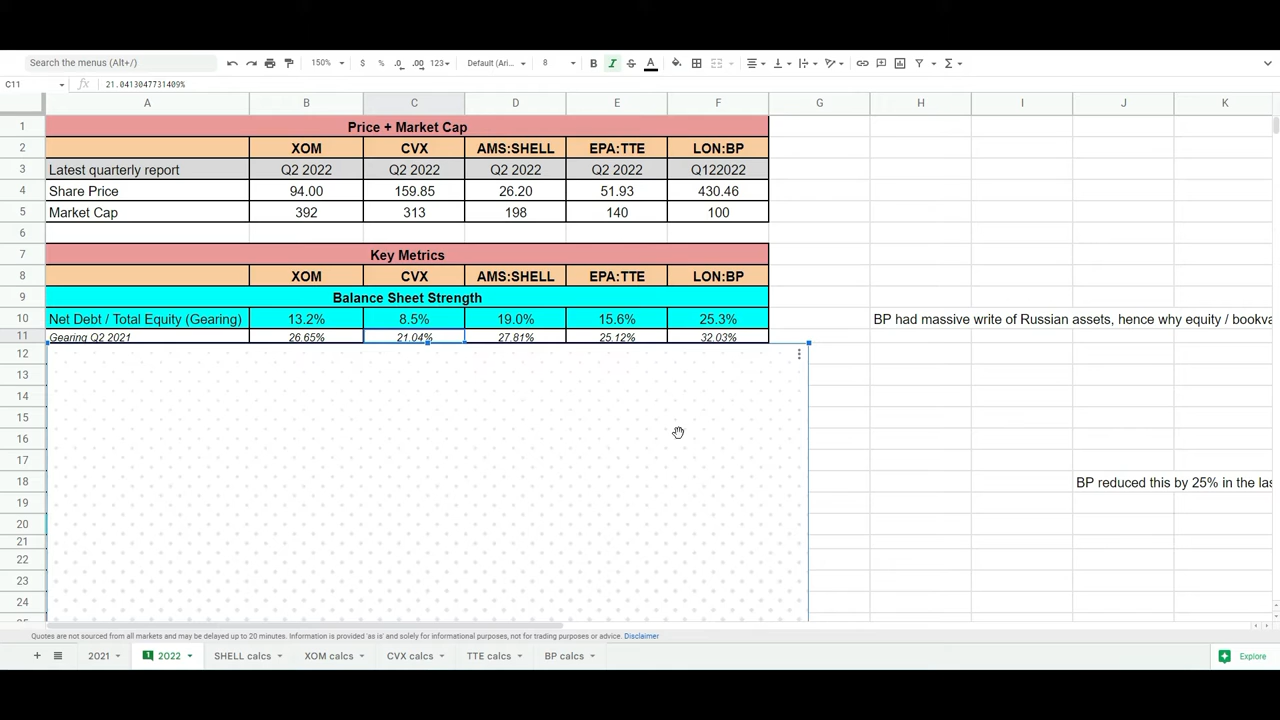 Search the menus (Alt+/)
150% $ % .0 .00 123 Default (Ari... 8 B I S A Σ
C11 fx 21.0413047731409%
A B C D E F G H I J K
1 Price + Market Cap
2 XOM CVX AMS:SHELL EPA:TTE LON:BP
3 Latest quarterly report Q2 2022 Q2 2022 Q2 2022 Q2 2022 Q122022
4 Share Price 94.00 159.85 26.20 51.93 430.46
5 Market Cap 392 313 198 140 100
6
7 Key Metrics
8 XOM CVX AMS:SHELL EPA:TTE LON:BP
9 Balance Sheet Strength
10 Net Debt / Total Equity (Gearing) 13.2% 8.5% 19.0% 15.6% 25.3% BP had massive write of Russian assets, hence why equity / bookva
11 Gearing Q2 2021 26.65% 21.04% 27.81% 25.12% 32.03%
12
13
14
15
16
17
18 BP reduced this by 25% in the las
19
20
21
22
23
24
Quotes are not sourced from all markets and may be delayed up to 20 minutes. Information is provided 'as is' and solely for informational purposes, not for trading purposes or advice. Disclaimer
+ 2021 1 2022 SHELL calcs XOM calcs CVX calcs TTE calcs BP calcs Explore